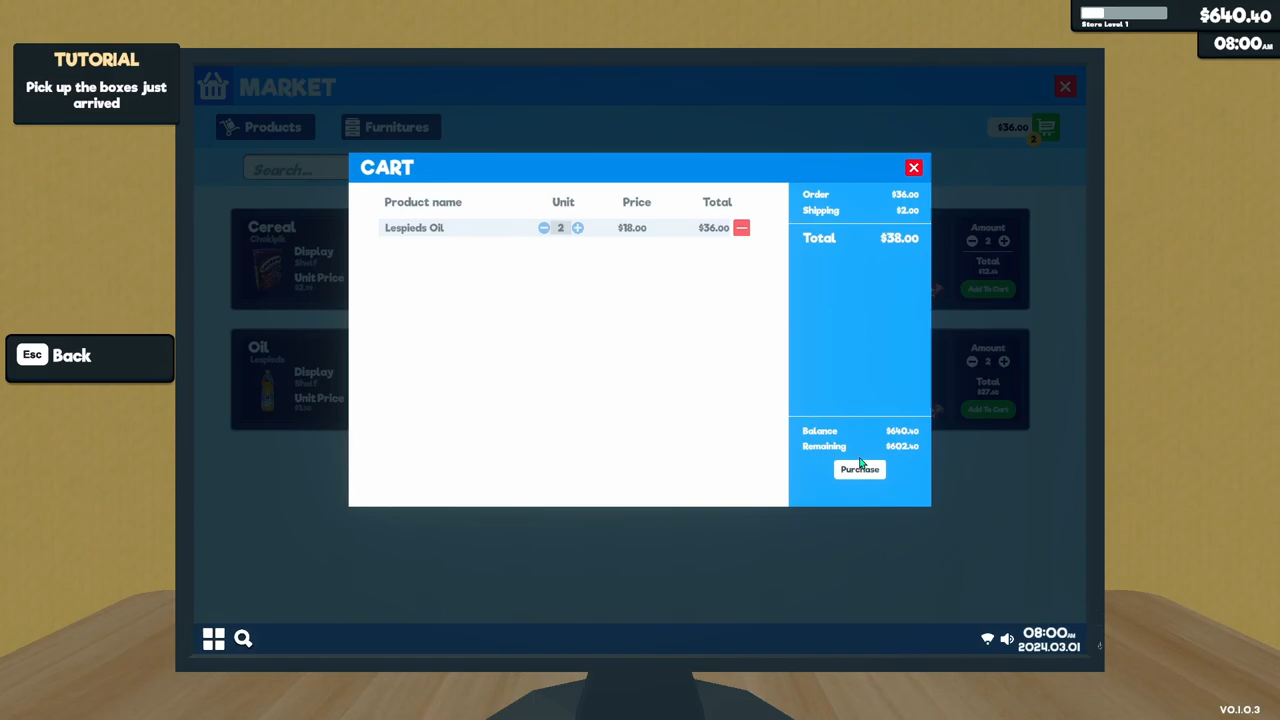 Store Level 1
$640.40
08:00AM
TUTORIAL
Pick up the boxes just
arrived
MARKET
Products
Furnitures
$36.00
2
Search...
CART
Product name Unit Price Total
Lespieds Oil 2 $18.00 $36.00
Order $36.00
Shipping $2.00
Total $38.00
Balance $640.40
Remaining $602.40
Purchase
Cereal
Display
Shelf
Unit Price
Amount
2
Total
Add To Cart
Esc Back
Oil
Lespieds
Display
Shelf
Unit Price
Amount
2
Total
Add To Cart
08:00AM
2024.03.01
V0.1.0.3